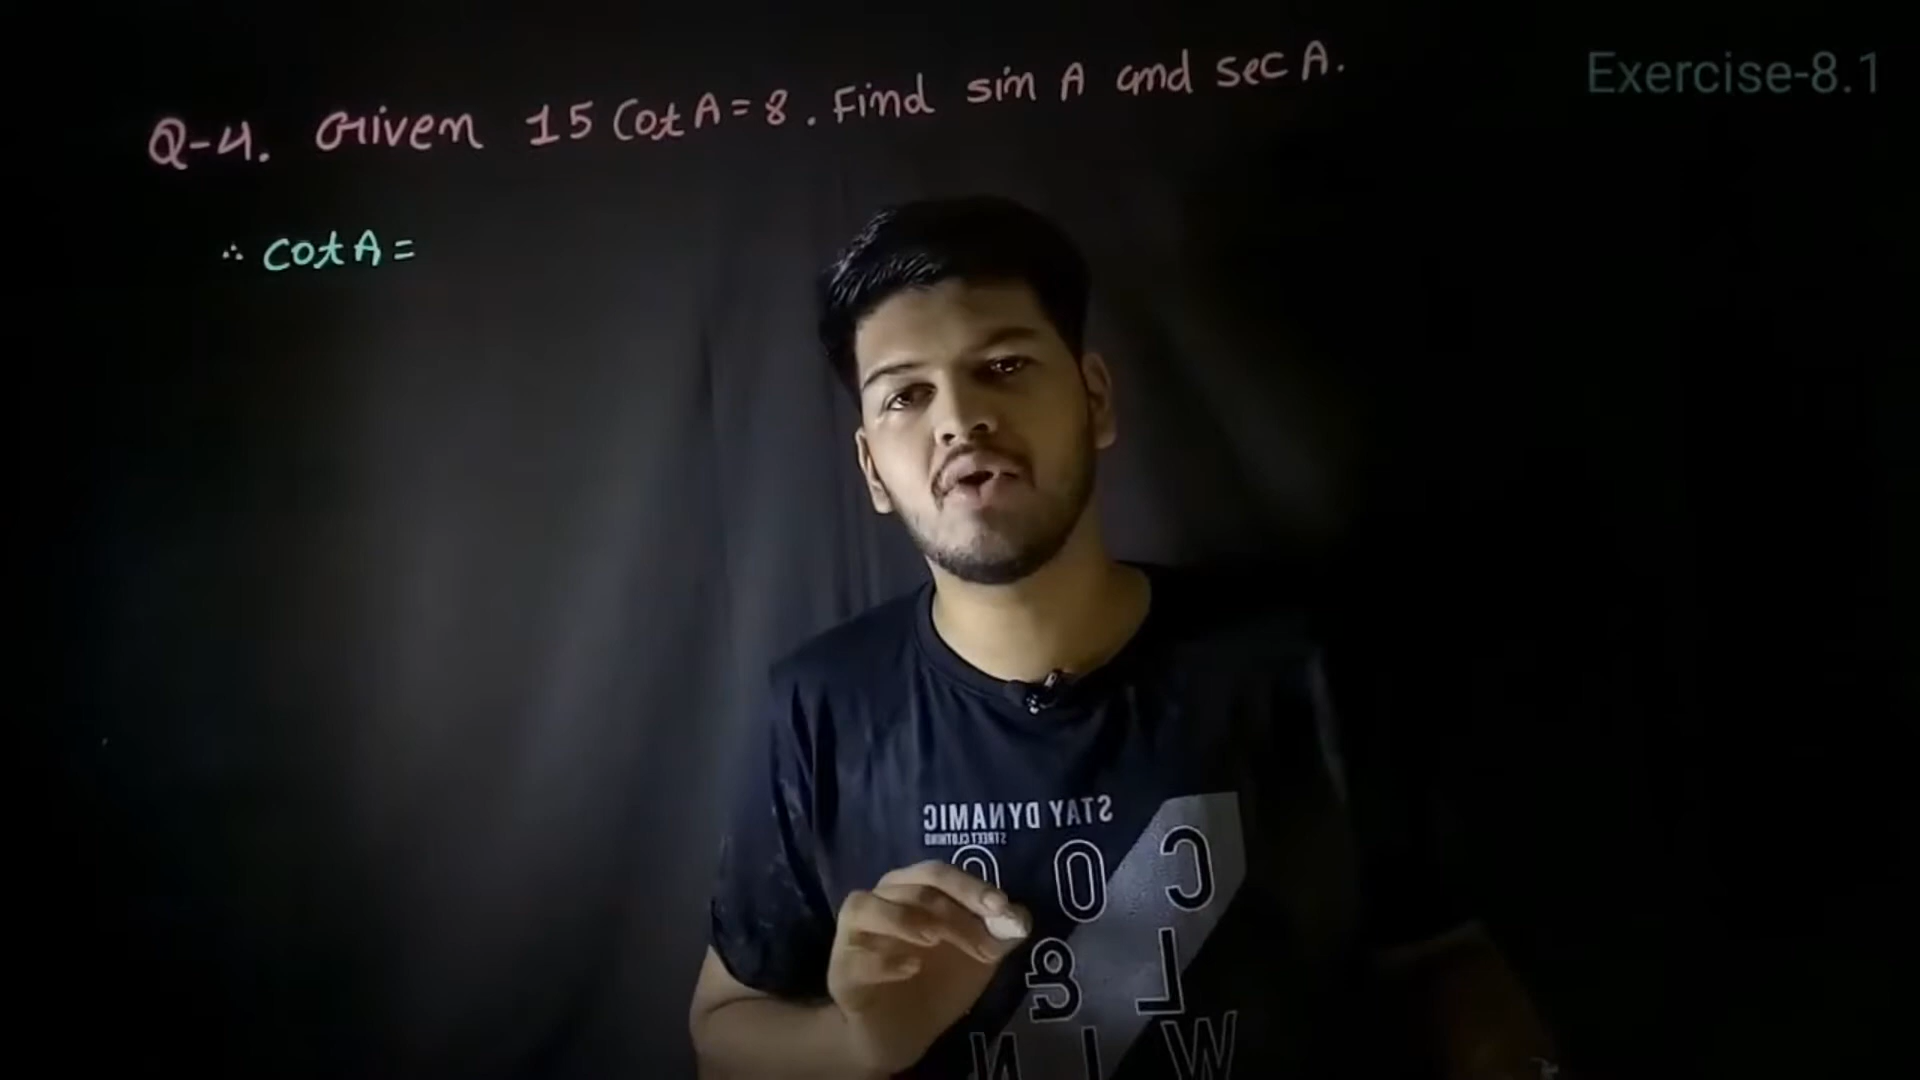 Exercise-8.1
Q-4. Given 15 Cot A = 8. Find sin A and sec A.
∴ cot A =
STAY DYNAMIC
STREET CLOTHING
C O O
L &
W I N